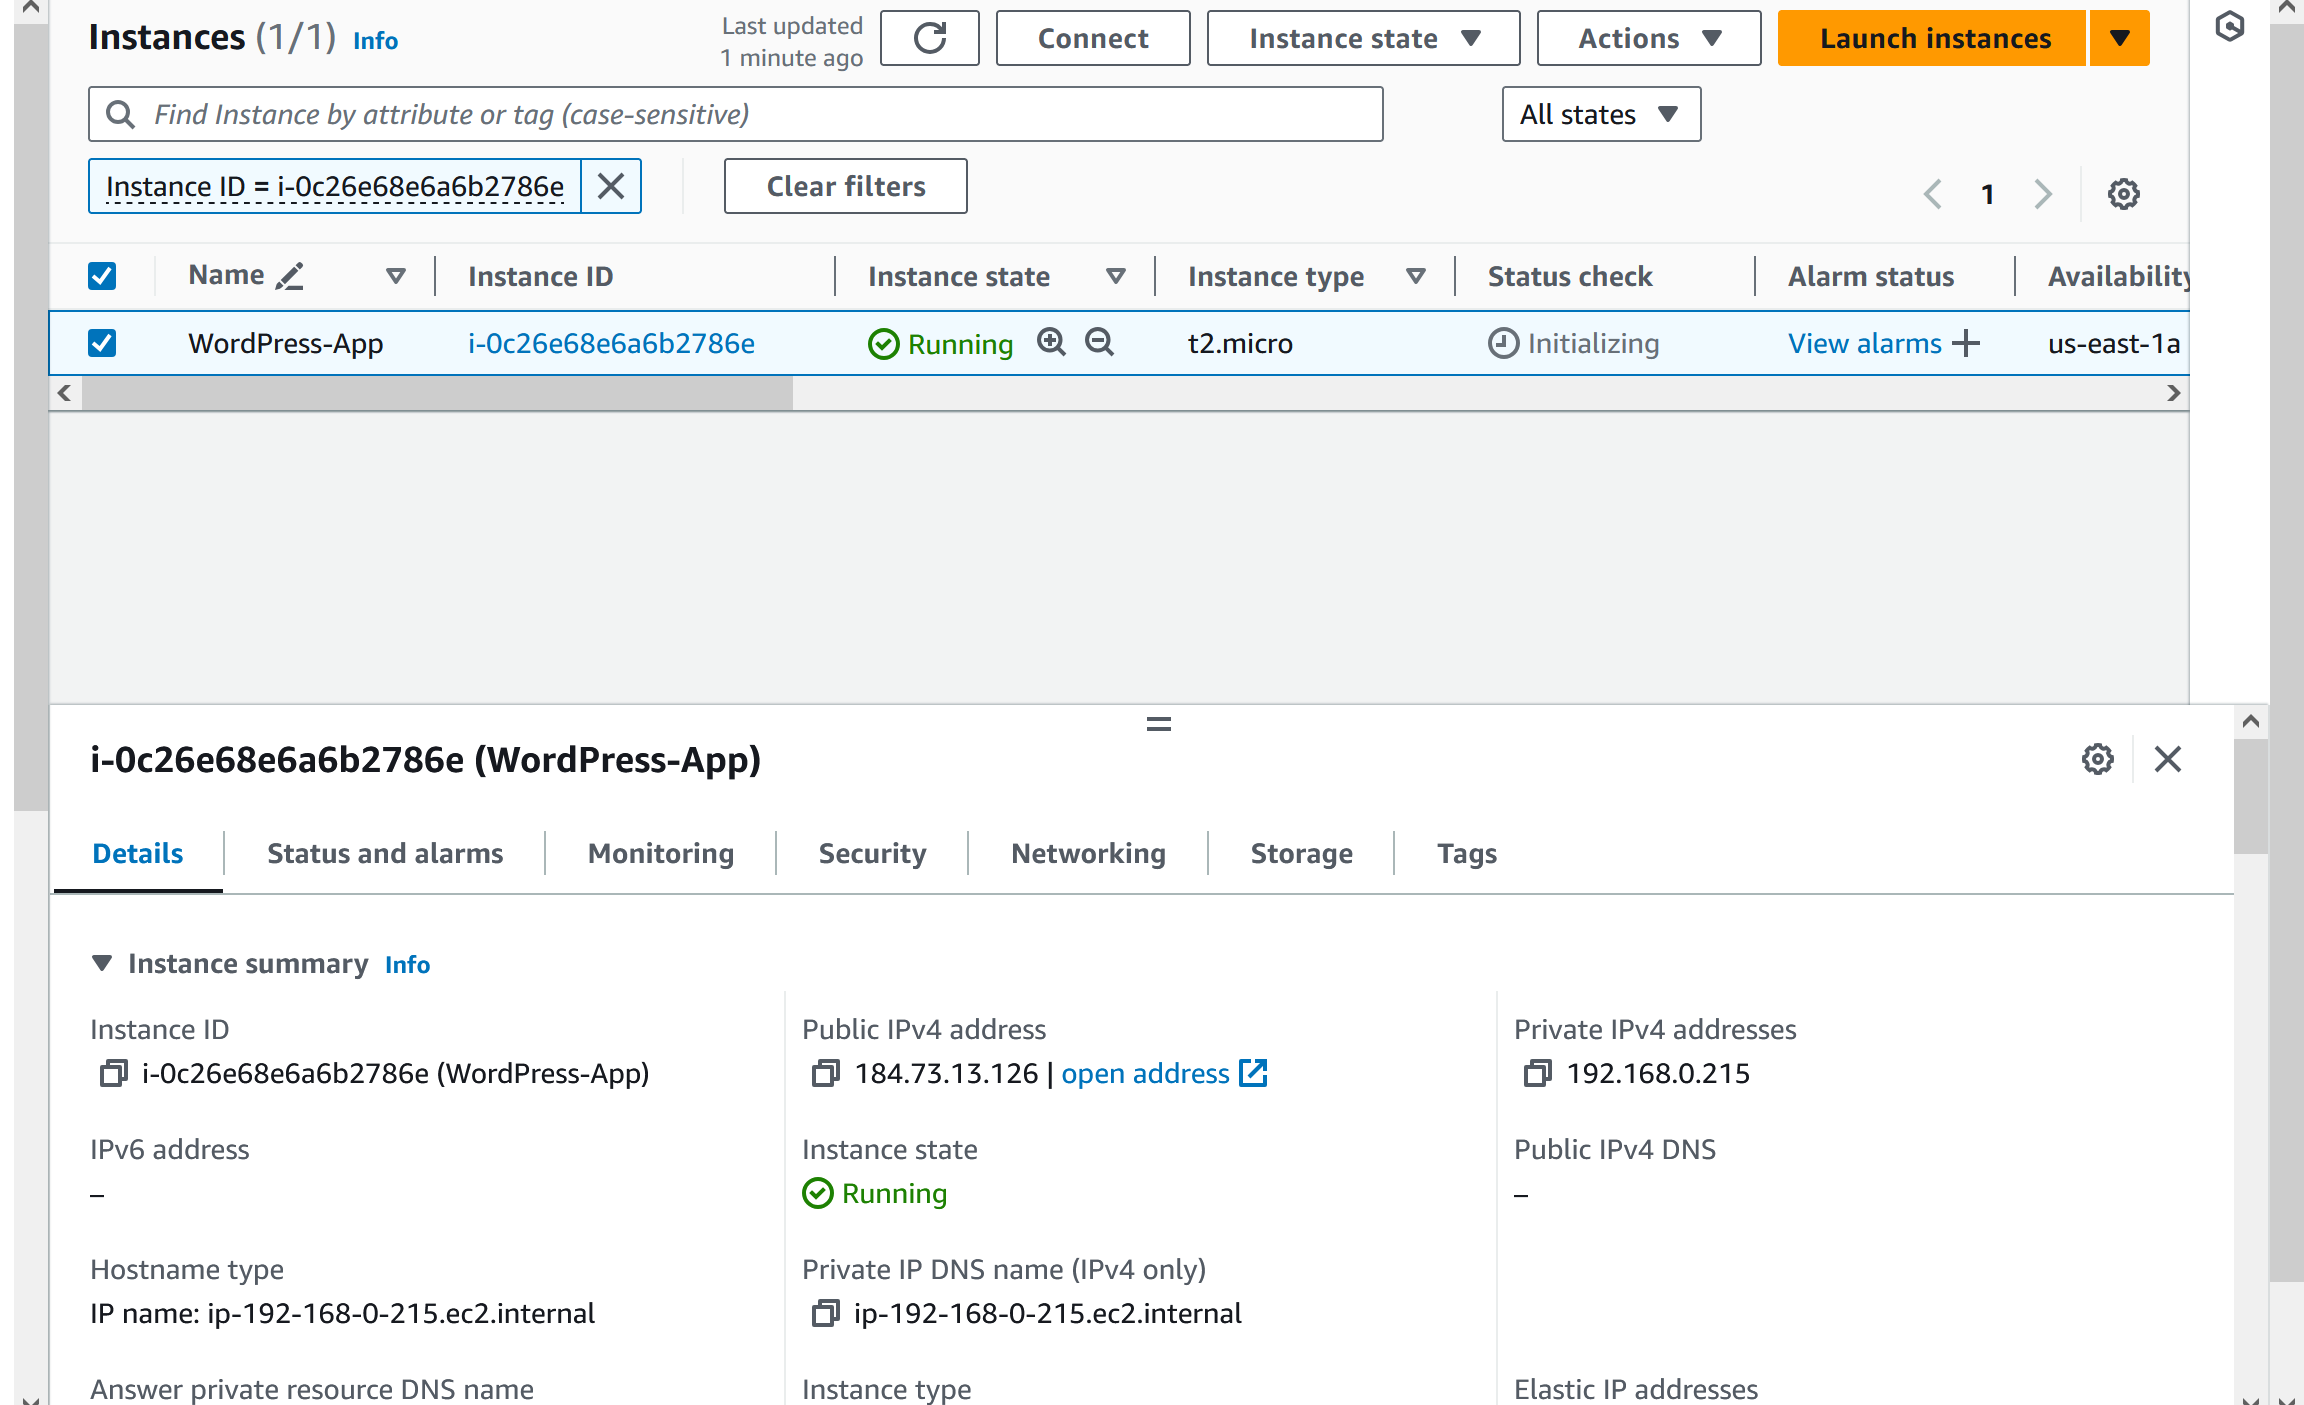 Instances (1/1) Info
Last updated
1 minute ago
Connect
Instance state
Actions
Launch instances
Find Instance by attribute or tag (case-sensitive)
All states
Instance ID = i-0c26e68e6a6b2786e
Clear filters
1
Name Instance ID Instance state Instance type Status check Alarm status Availability
WordPress-App i-0c26e68e6a6b2786e Running t2.micro Initializing View alarms us-east-1a
i-0c26e68e6a6b2786e (WordPress-App)
Details Status and alarms Monitoring Security Networking Storage Tags
Instance summary Info
Instance ID
i-0c26e68e6a6b2786e (WordPress-App)
Public IPv4 address
184.73.13.126 | open address
Private IPv4 addresses
192.168.0.215
IPv6 address
–
Instance state
Running
Public IPv4 DNS
–
Hostname type
IP name: ip-192-168-0-215.ec2.internal
Private IP DNS name (IPv4 only)
ip-192-168-0-215.ec2.internal
Answer private resource DNS name
Instance type
Elastic IP addresses